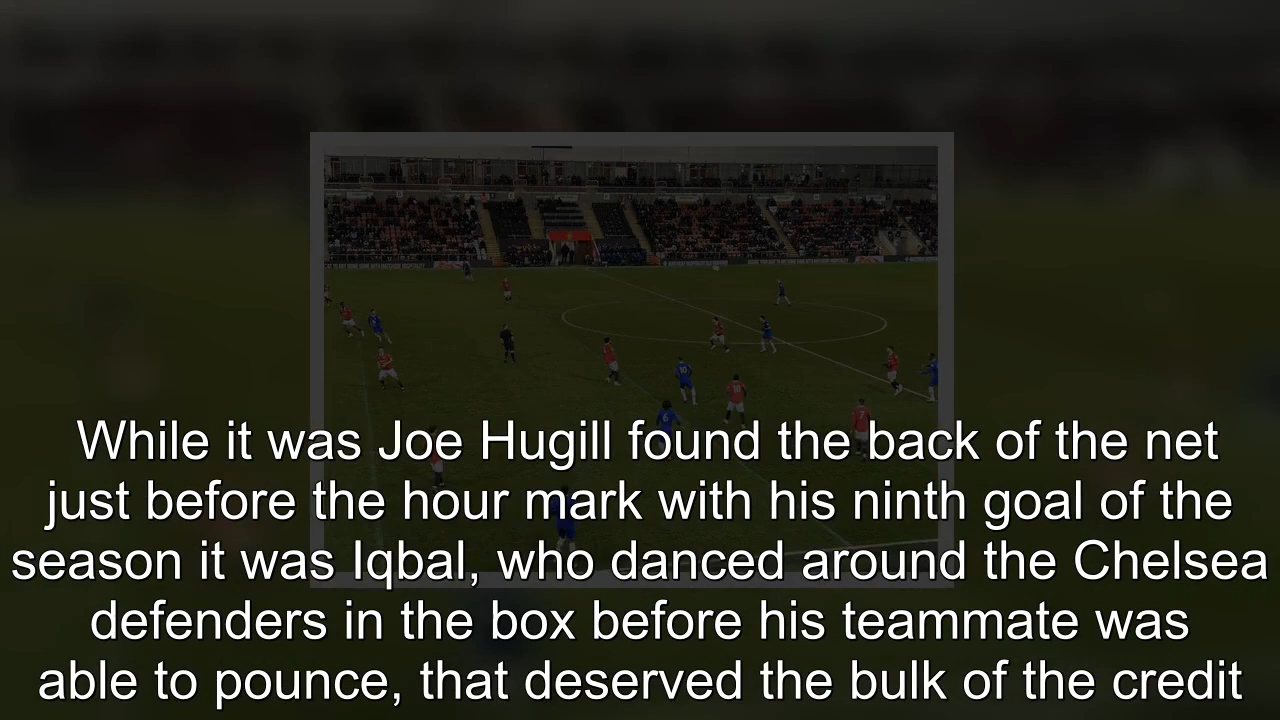 While it was Joe Hugill found the back of the net
just before the hour mark with his ninth goal of the
season it was Iqbal, who danced around the Chelsea
defenders in the box before his teammate was
able to pounce, that deserved the bulk of the credit